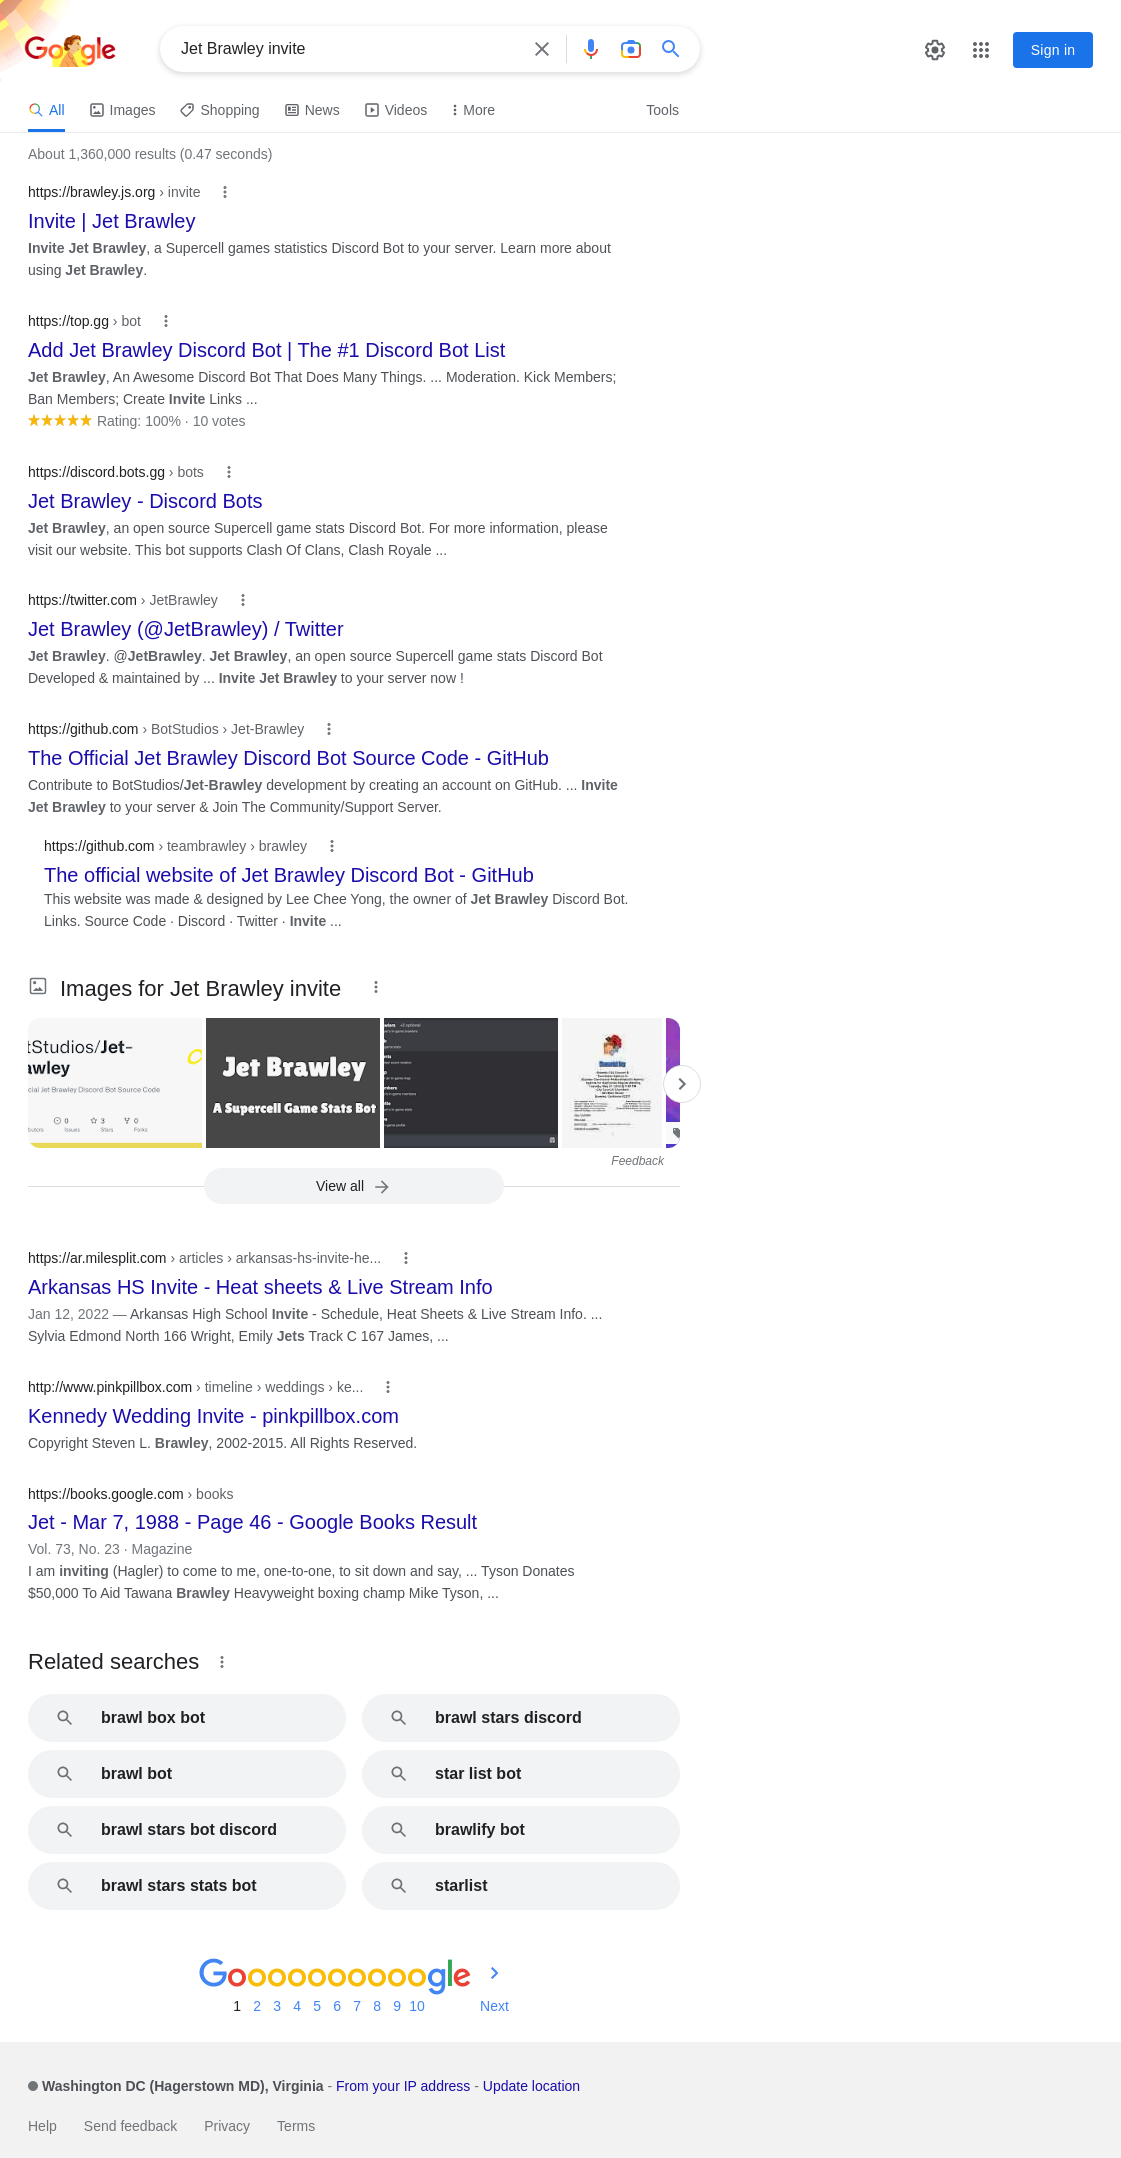 Google
Jet Brawley invite
Sign in
All
Images
Shopping
News
Videos
More
Tools
About 1,360,000 results (0.47 seconds)
https://brawley.js.org › invite
Invite | Jet Brawley
Invite Jet Brawley, a Supercell games statistics Discord Bot to your server. Learn more about
using Jet Brawley.
https://top.gg › bot
Add Jet Brawley Discord Bot | The #1 Discord Bot List
Jet Brawley, An Awesome Discord Bot That Does Many Things. ... Moderation. Kick Members;
Ban Members; Create Invite Links ...
Rating: 100% · 10 votes
https://discord.bots.gg › bots
Jet Brawley - Discord Bots
Jet Brawley, an open source Supercell game stats Discord Bot. For more information, please
visit our website. This bot supports Clash Of Clans, Clash Royale ...
https://twitter.com › JetBrawley
Jet Brawley (@JetBrawley) / Twitter
Jet Brawley. @JetBrawley. Jet Brawley, an open source Supercell game stats Discord Bot
Developed & maintained by ... Invite Jet Brawley to your server now !
https://github.com › BotStudios › Jet-Brawley
The Official Jet Brawley Discord Bot Source Code - GitHub
Contribute to BotStudios/Jet-Brawley development by creating an account on GitHub. ... Invite
Jet Brawley to your server & Join The Community/Support Server.
https://github.com › teambrawley › brawley
The official website of Jet Brawley Discord Bot - GitHub
This website was made & designed by Lee Chee Yong, the owner of Jet Brawley Discord Bot.
Links. Source Code · Discord · Twitter · Invite ...
Images for Jet Brawley invite
tStudios/Jet-
awley
cial Jet Brawley Discord Bot Source Code
0
3
0
Issues
Stars
Forks
Jet Brawley
A Supercell Game Stats Bot
Feedback
View all
https://ar.milesplit.com › articles › arkansas-hs-invite-he...
Arkansas HS Invite - Heat sheets & Live Stream Info
Jan 12, 2022 — Arkansas High School Invite - Schedule, Heat Sheets & Live Stream Info. ...
Sylvia Edmond North 166 Wright, Emily Jets Track C 167 James, ...
http://www.pinkpillbox.com › timeline › weddings › ke...
Kennedy Wedding Invite - pinkpillbox.com
Copyright Steven L. Brawley, 2002-2015. All Rights Reserved.
https://books.google.com › books
Jet - Mar 7, 1988 - Page 46 - Google Books Result
Vol. 73, No. 23 · Magazine
I am inviting (Hagler) to come to me, one-to-one, to sit down and say, ... Tyson Donates
$50,000 To Aid Tawana Brawley Heavyweight boxing champ Mike Tyson, ...
Related searches
brawl box bot
brawl stars discord
brawl bot
star list bot
brawl stars bot discord
brawlify bot
brawl stars stats bot
starlist
Goooooooooogle
1 2 3 4 5 6 7 8 9 10 Next
Washington DC (Hagerstown MD), Virginia - From your IP address - Update location
Help Send feedback Privacy Terms